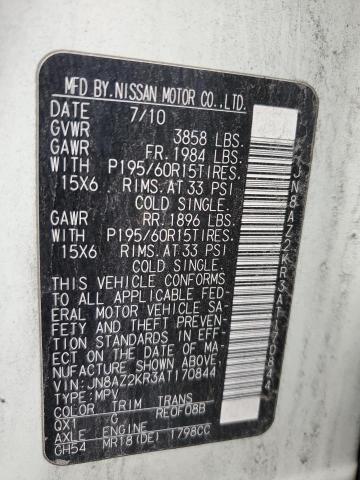 MFD BY. NISSAN MOTOR CO., LTD.
DATE 7/10
GVWR 3858 LBS.
GAWR FR. 1984 LBS.
WITH P195/60R15TIRES.
15X6 RIMS. AT 33 PSI
COLD SINGLE.
GAWR RR. 1896 LBS.
WITH P195/60R15TIRES.
15X6 RIMS. AT 33 PSI
COLD SINGLE.
THIS VEHICLE CONFORMS
TO ALL APPLICABLE FED-
ERAL MOTOR VEHICLE SA-
FETY AND THEFT PREVEN-
TION STANDARDS IN EFF-
ECT ON THE DATE OF MA-
NUFACTURE SHOWN ABOVE.
VIN: JN8AZ2KR3AT170844
TYPE: MPV
COLOR TRIM TRANS
QX1 G RE0F08B
AXLE ENGINE
GH54 MR18(DE) 1798CC
JN8AZ2KR3AT170844